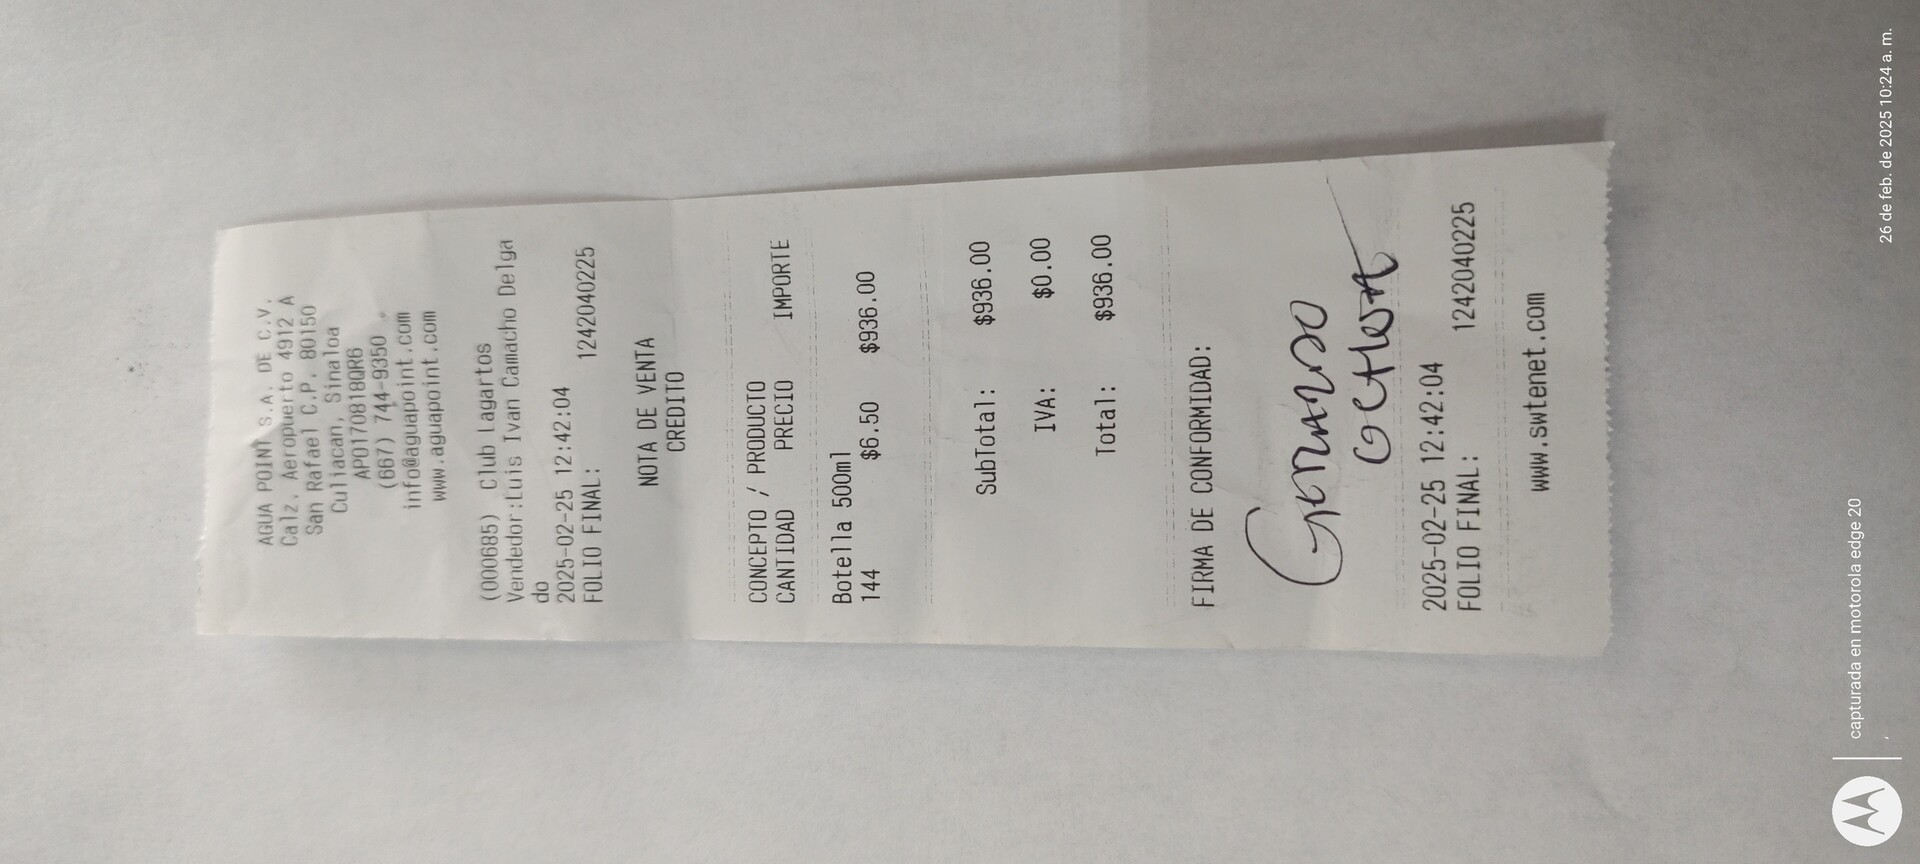 AGUA POINT S.A. DE C.V.
Calz. Aeropuerto 4912 A
San Rafael C.P. 80150
Culiacan, Sinaloa
APO170818QR6
(667) 744-9350
info@aguapoint.com
www.aguapoint.com
(000685) Club Lagartos
Vendedor:Luis Ivan Camacho Delga
do
2025-02-25 12:42:04
FOLIO FINAL: 1242040225
NOTA DE VENTA
CREDITO
CONCEPTO / PRODUCTO
CANTIDAD PRECIO IMPORTE
Botella 500ml
144 $6.50 $936.00
SubTotal: $936.00
IVA: $0.00
Total: $936.00
FIRMA DE CONFORMIDAD:
2025-02-25 12:42:04
FOLIO FINAL: 1242040225
www.swtenet.com
capturada en motorola edge 20
26 de feb. de 2025 10:24 a. m.